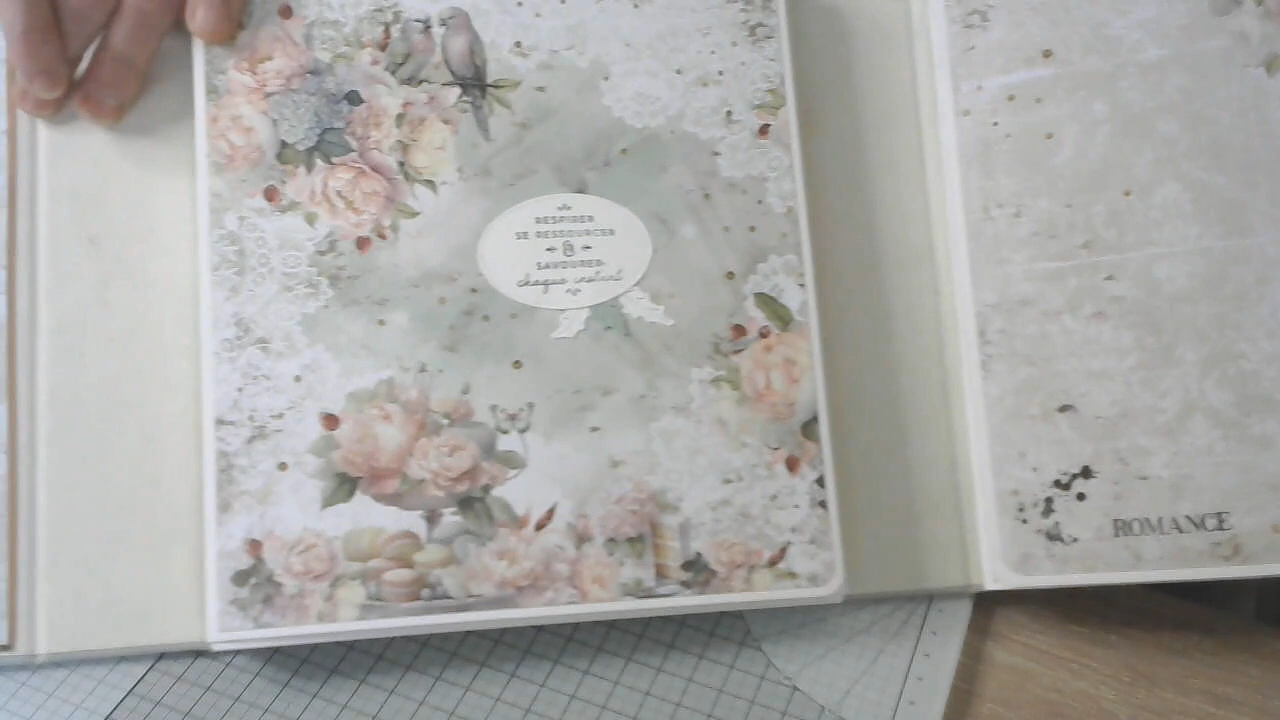 RESPIRER
SE RESSOURCER
SAVOURER
chaque instant
ROMANCE